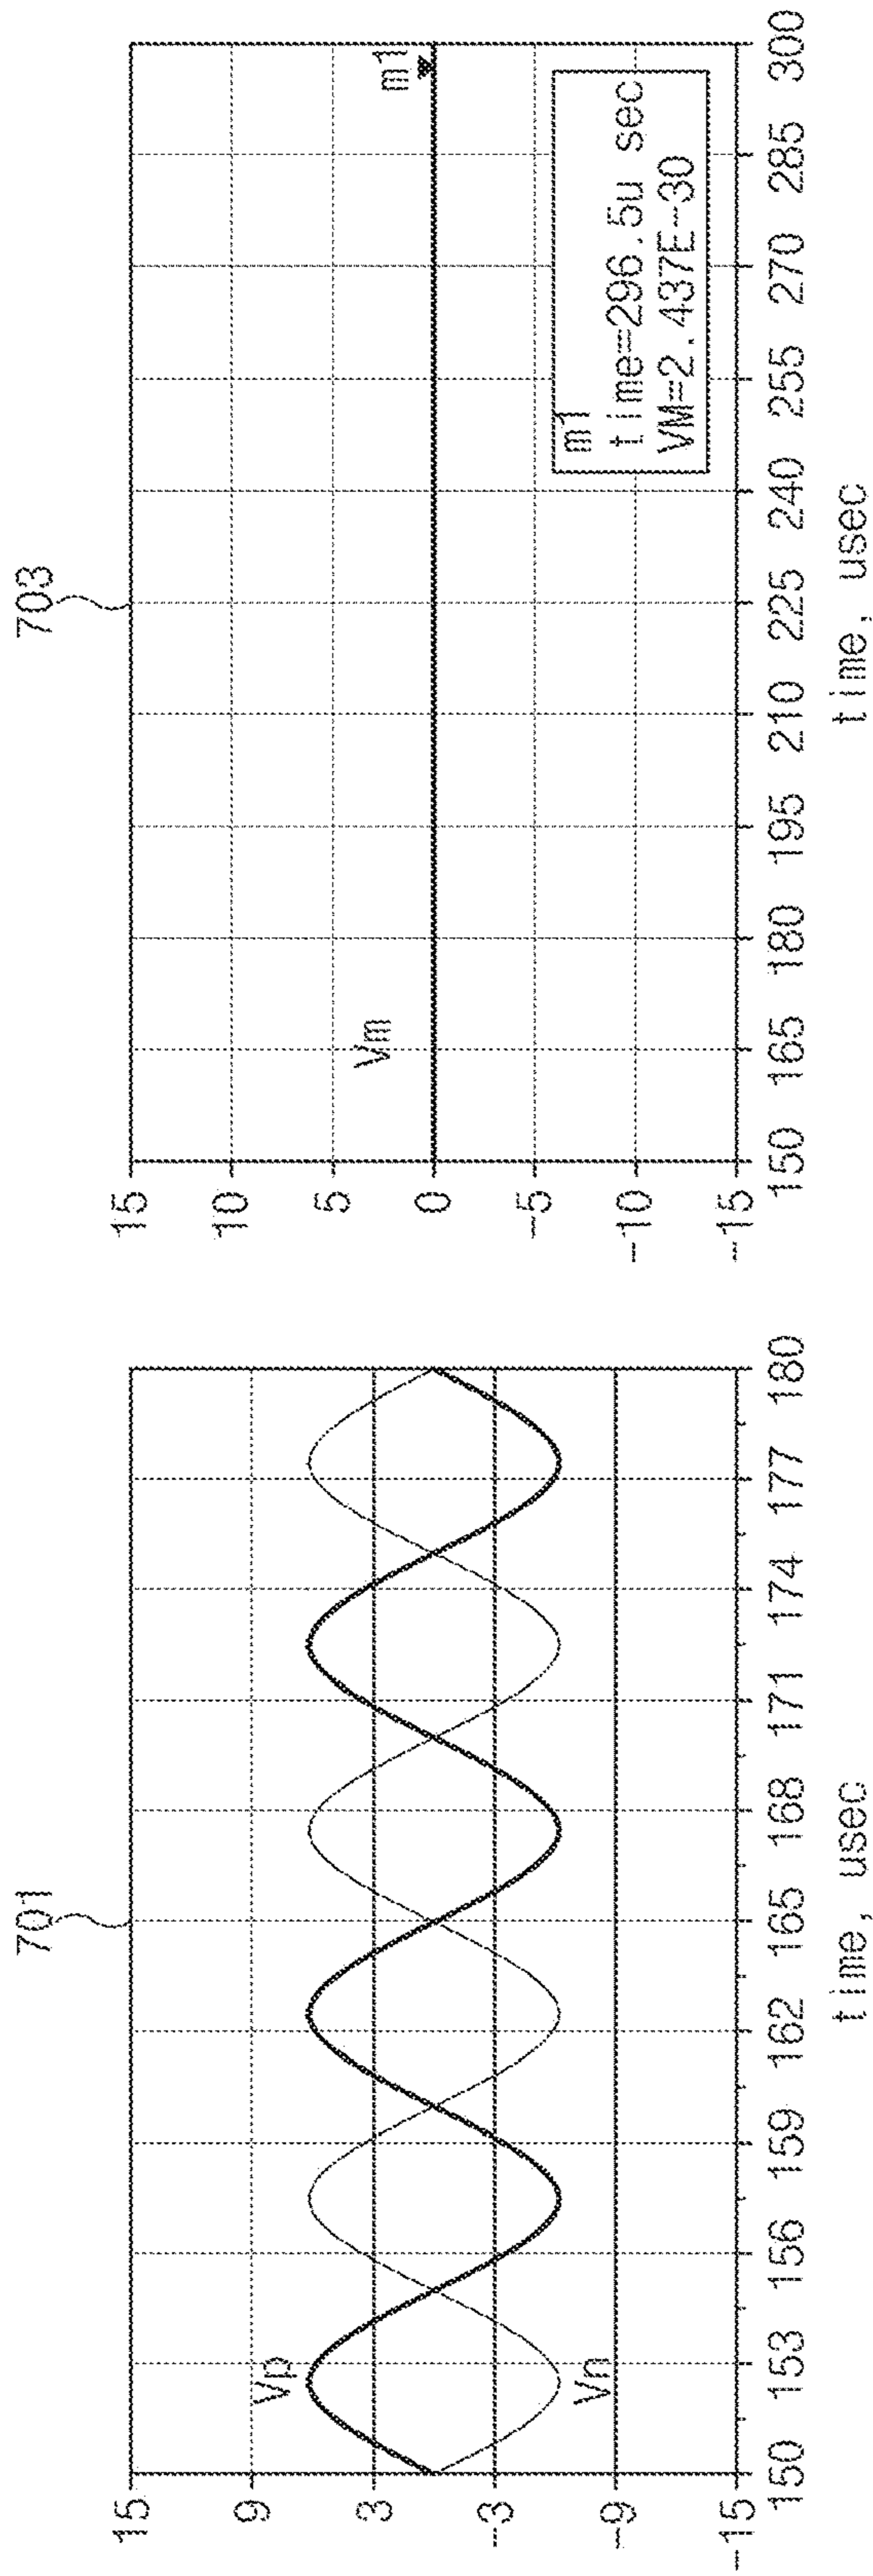 701
15
9
3
-3
-9
-15
Vp
Vn
150 153 156 159 162 165 168 171 174 177 180
time, usec
703
15
10
5
0
-5
-10
-15
Vm
m1
m1
time=296.5u sec
VM=2.437E-30
150 165 180 195 210 225 240 255 270 285 300
time, usec